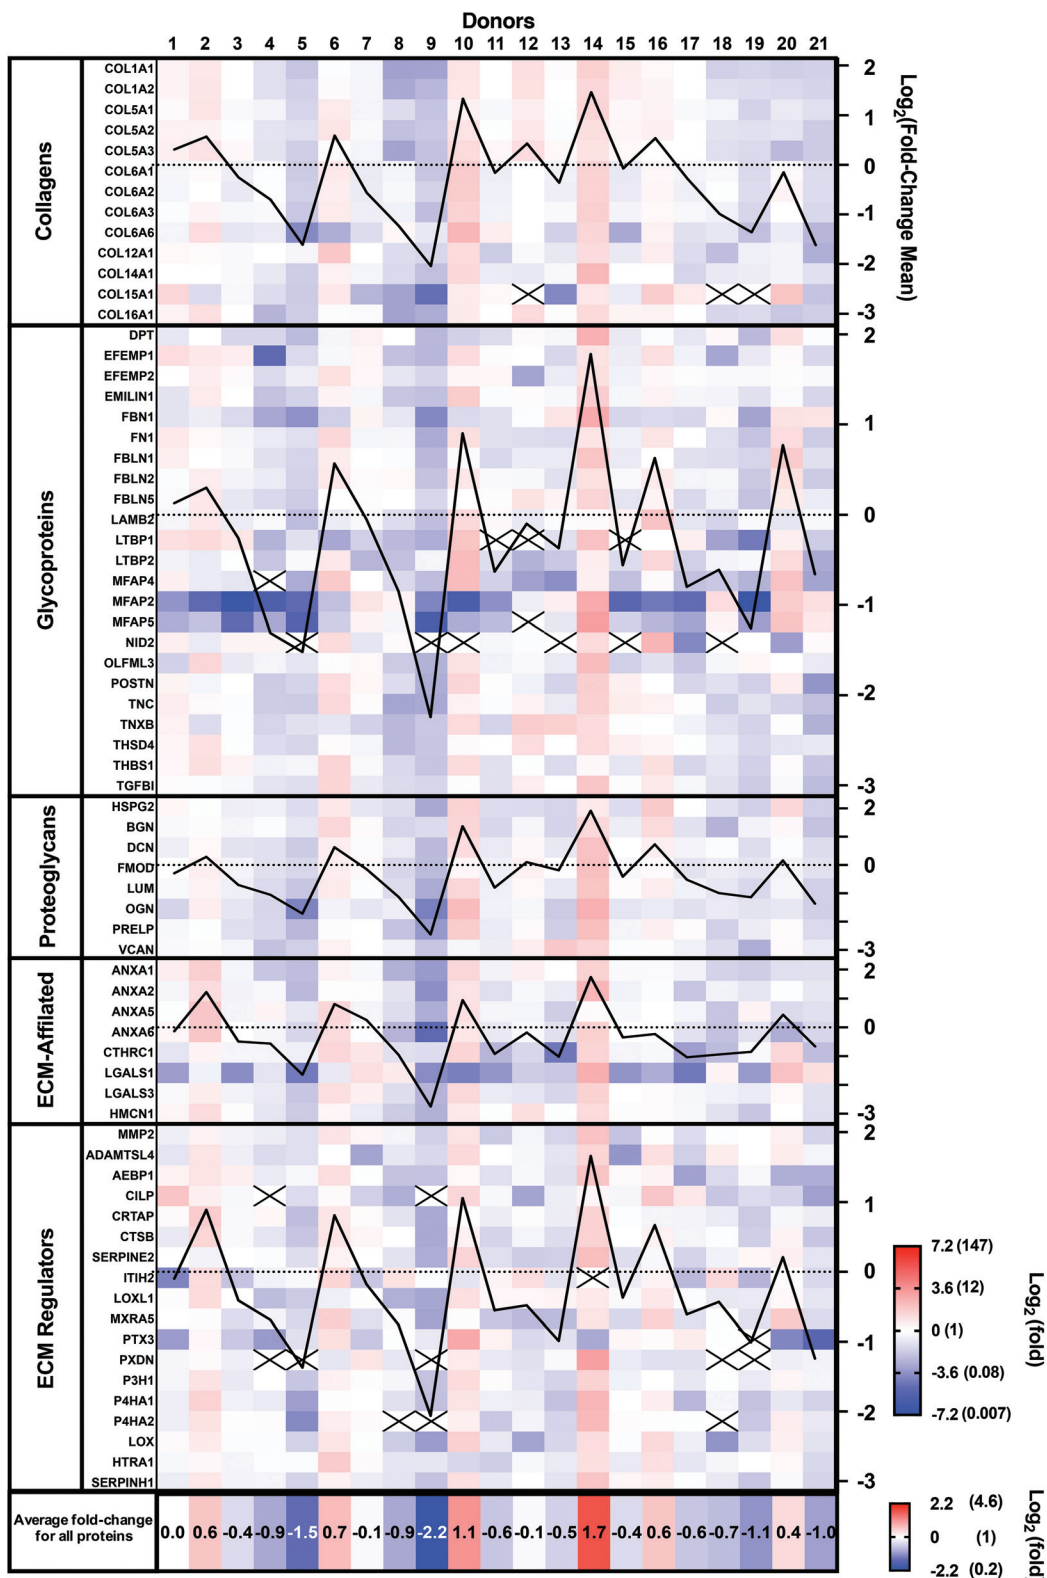 Donors
1 2 3 4 5 6 7 8 9 10 11 12 13 14 15 16 17 18 19 20 21
Collagens
COL1A1
COL1A2
COL5A1
COL5A2
COL5A3
COL6A1
COL6A2
COL6A3
COL6A6
COL12A1
COL14A1
COL15A1
COL16A1
2
1
0
-1
-2
-3
Log2(Fold-Change Mean)
Glycoproteins
DPT
EFEMP1
EFEMP2
EMILIN1
FBN1
FN1
FBLN1
FBLN2
FBLN5
LAMB2
LTBP1
LTBP2
MFAP4
MFAP2
MFAP5
NID2
OLFML3
POSTN
TNC
TNXB
THSD4
THBS1
TGFBI
2
1
0
-1
-2
-3
Proteoglycans
HSPG2
BGN
DCN
FMOD
LUM
OGN
PRELP
VCAN
2
0
-3
ECM-Affilated
ANXA1
ANXA2
ANXA5
ANXA6
CTHRC1
LGALS1
LGALS3
HMCN1
2
0
-3
ECM Regulators
MMP2
ADAMTSL4
AEBP1
CILP
CRTAP
CTSB
SERPINE2
ITIH2
LOXL1
MXRA5
PTX3
PXDN
P3H1
P4HA1
P4HA2
LOX
HTRA1
SERPINH1
2
1
0
-1
-2
-3
7.2 (147)
3.6 (12)
0 (1)
-3.6 (0.08)
-7.2 (0.007)
Log2 (fold)
Average fold-change
for all proteins
0.0 0.6 -0.4 -0.9 -1.5 0.7 -0.1 -0.9 -2.2 1.1 -0.6 -0.1 -0.5 1.7 -0.4 0.6 -0.6 -0.7 -1.1 0.4 -1.0
2.2 (4.6)
0 (1)
-2.2 (0.2)
Log2 (fold)